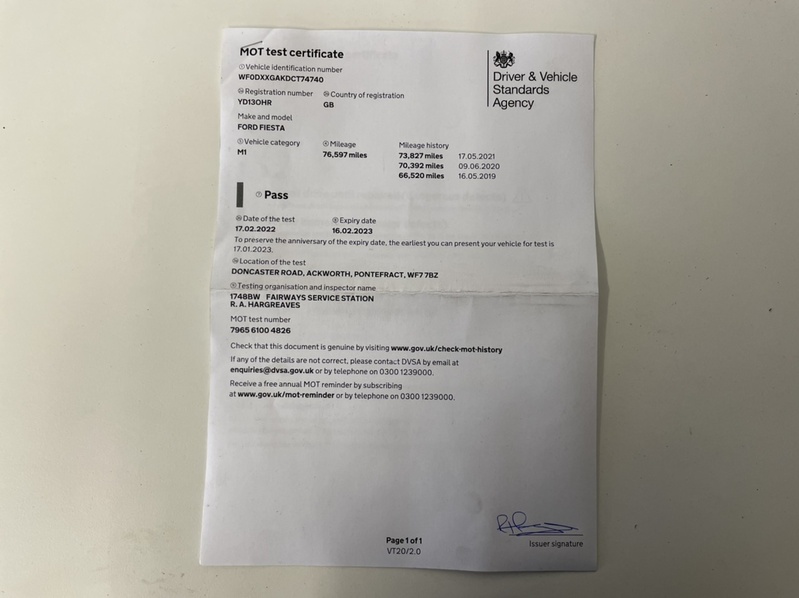 MOT test certificate
Driver & Vehicle
Standards
Agency
Vehicle identification number
WF0DXXGAKDCT74740
Registration number Country of registration
YD13OHR GB
Make and model
FORD FIESTA
Vehicle category Mileage Mileage history
M1 76,597 miles 73,827 miles 17.05.2021
70,392 miles 09.06.2020
66,520 miles 16.05.2019
Pass
Date of the test Expiry date
17.02.2022 16.02.2023
To preserve the anniversary of the expiry date, the earliest you can present your vehicle for test is
17.01.2023.
Location of the test
DONCASTER ROAD, ACKWORTH, PONTEFRACT, WF7 7BZ
Testing organisation and inspector name
1748BW FAIRWAYS SERVICE STATION
R. A. HARGREAVES
MOT test number
7965 6100 4826
Check that this document is genuine by visiting www.gov.uk/check-mot-history
If any of the details are not correct, please contact DVSA by email at
enquiries@dvsa.gov.uk or by telephone on 0300 1239000.
Receive a free annual MOT reminder by subscribing
at www.gov.uk/mot-reminder or by telephone on 0300 1239000.
Page 1 of 1
VT20/2.0
Issuer signature